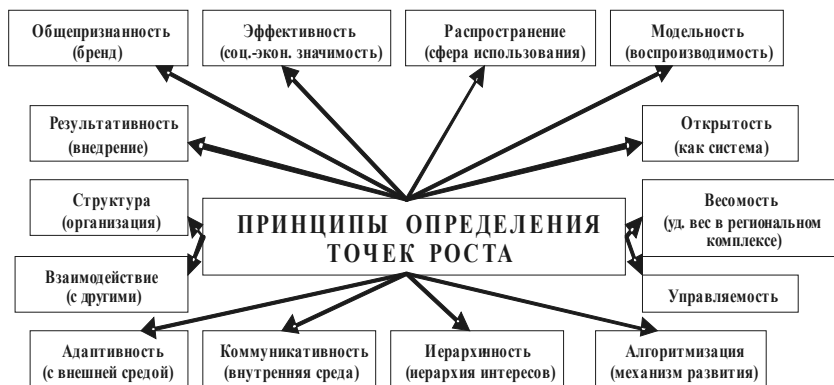 Общепризнанность
(бренд)
Эффективность
(соц.-экон. значимость)
Распространение
(сфера использования)
Модельность
(воспроизводимость)
Результативность
(внедрение)
Открытость
(как система)
Структура
(организация)
ПРИНЦИПЫ ОПРЕДЕЛЕНИЯ
ТОЧЕК РОСТА
Весомость
(уд. вес в региональном
комплексе)
Взаимодействие
(с другими)
Управляемость
Адаптивность
(с внешней средой)
Коммуникативность
(внутренняя среда)
Иерархинность
(иерархия интересов)
Алгоритмизация
(механизм развития)